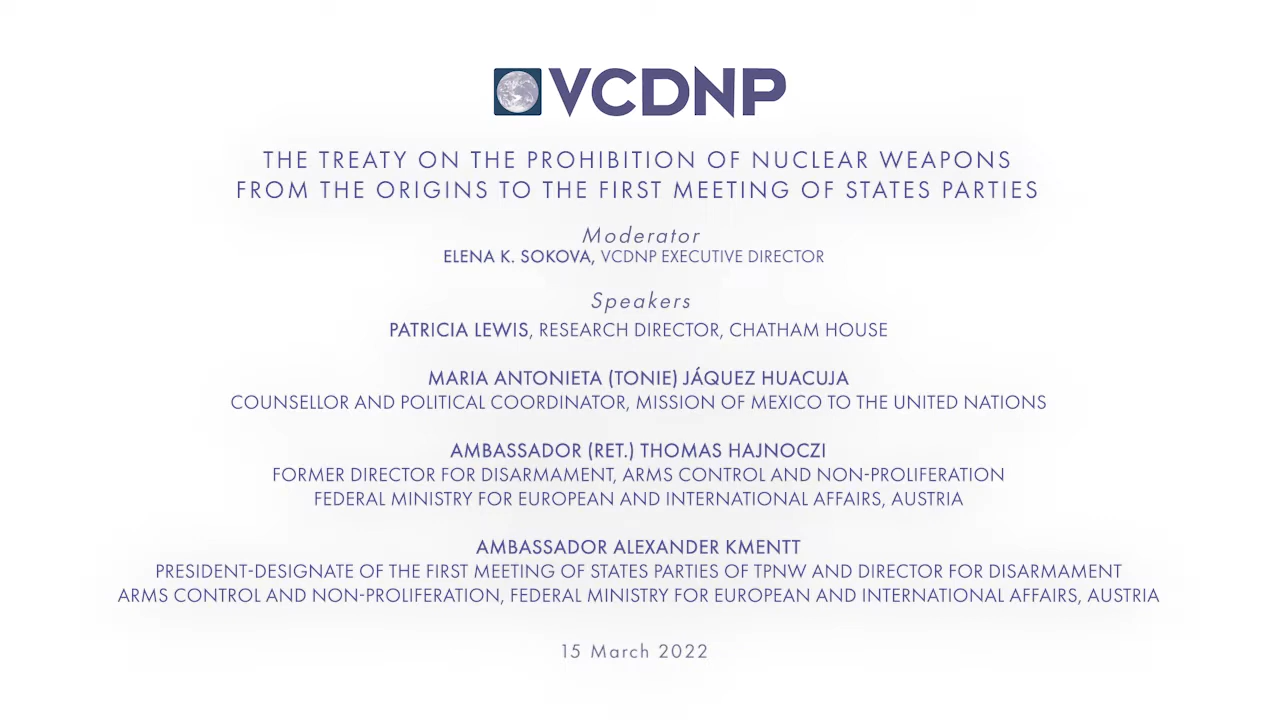 VCDNP
THE TREATY ON THE PROHIBITION OF NUCLEAR WEAPONS
FROM THE ORIGINS TO THE FIRST MEETING OF STATES PARTIES
Moderator
ELENA K. SOKOVA, VCDNP EXECUTIVE DIRECTOR
Speakers
PATRICIA LEWIS, RESEARCH DIRECTOR, CHATHAM HOUSE
MARIA ANTONIETA (TONIE) JÁQUEZ HUACUJA
COUNSELLOR AND POLITICAL COORDINATOR, MISSION OF MEXICO TO THE UNITED NATIONS
AMBASSADOR (RET.) THOMAS HAJNOCZI
FORMER DIRECTOR FOR DISARMAMENT, ARMS CONTROL AND NON-PROLIFERATION
FEDERAL MINISTRY FOR EUROPEAN AND INTERNATIONAL AFFAIRS, AUSTRIA
AMBASSADOR ALEXANDER KMENTT
PRESIDENT-DESIGNATE OF THE FIRST MEETING OF STATES PARTIES OF TPNW AND DIRECTOR FOR DISARMAMENT
ARMS CONTROL AND NON-PROLIFERATION, FEDERAL MINISTRY FOR EUROPEAN AND INTERNATIONAL AFFAIRS, AUSTRIA
15 March 2022